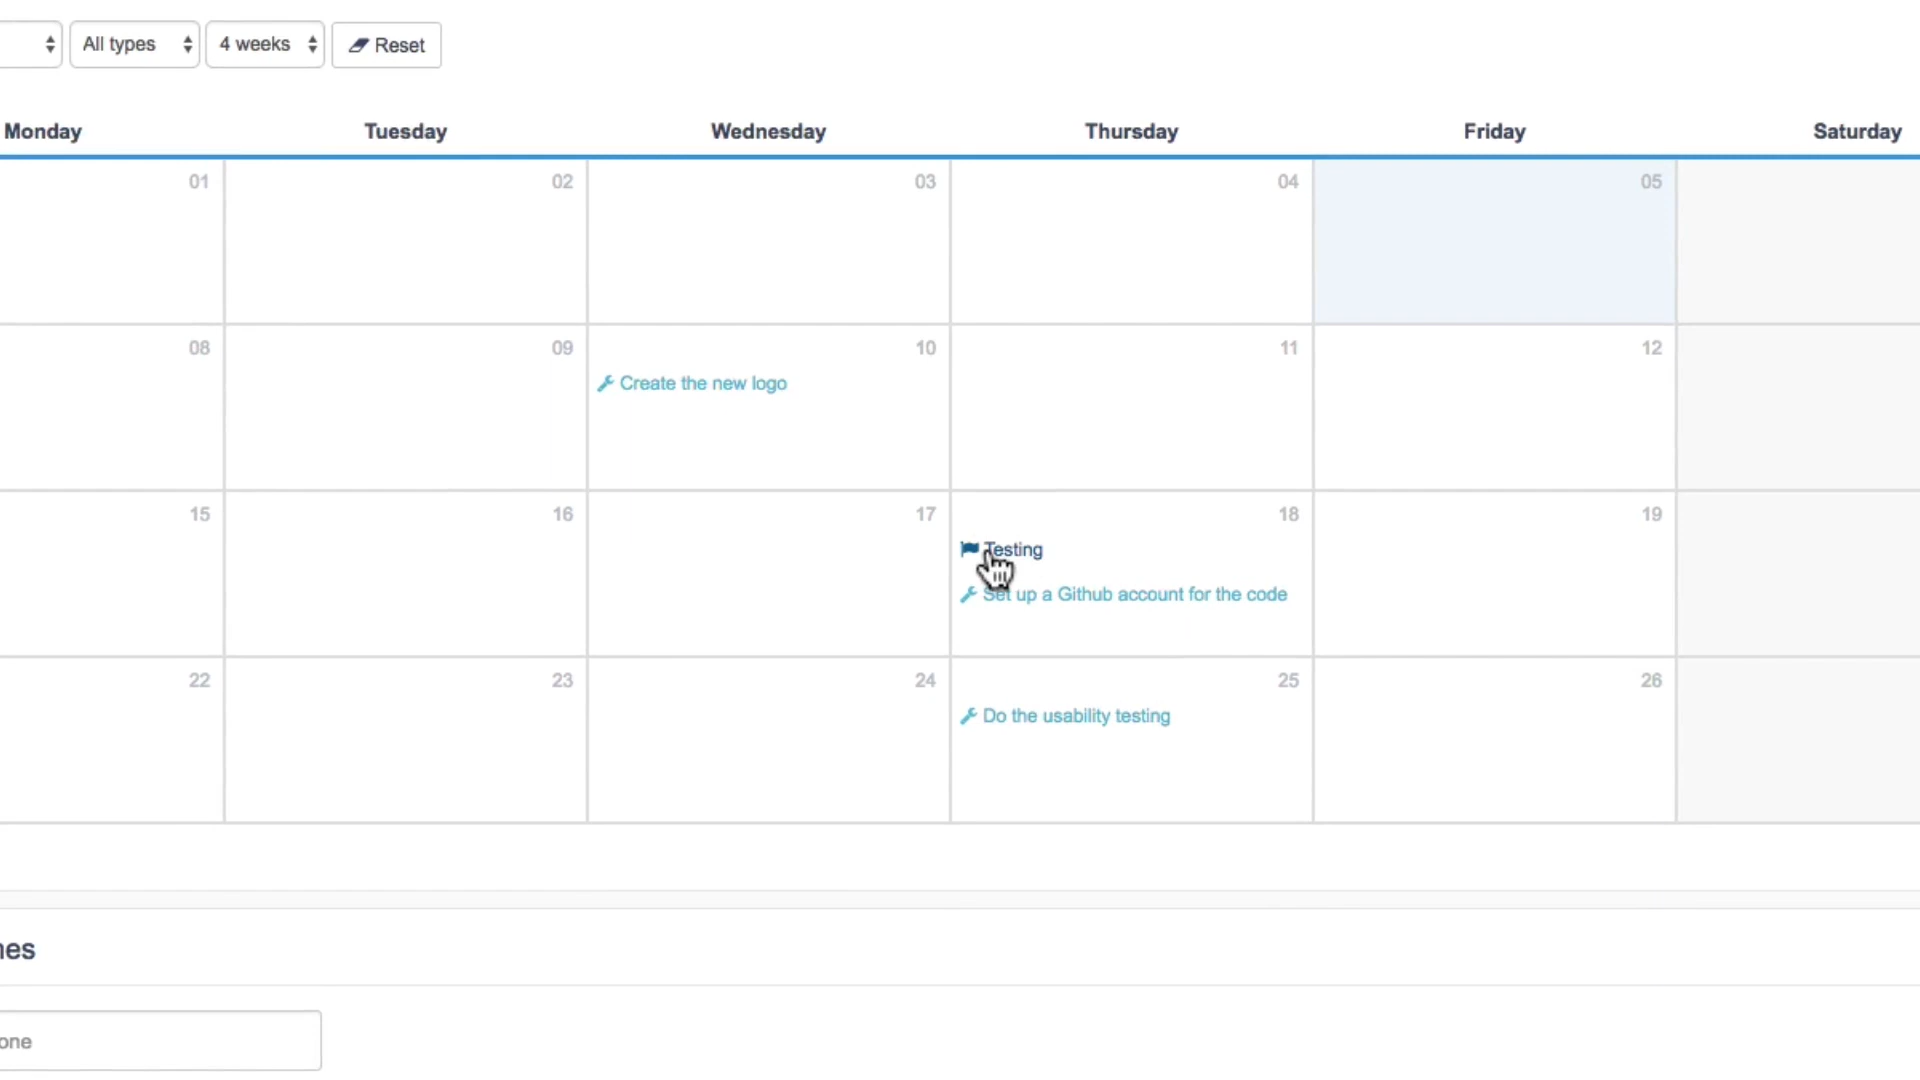 All types 4 weeks Reset
Monday Tuesday Wednesday Thursday Friday Saturday
01 02 03 04 05
08 09 10 11 12
Create the new logo
15 16 17 18 19
Testing
Set up a Github account for the code
22 23 24 25 26
Do the usability testing
nes
one